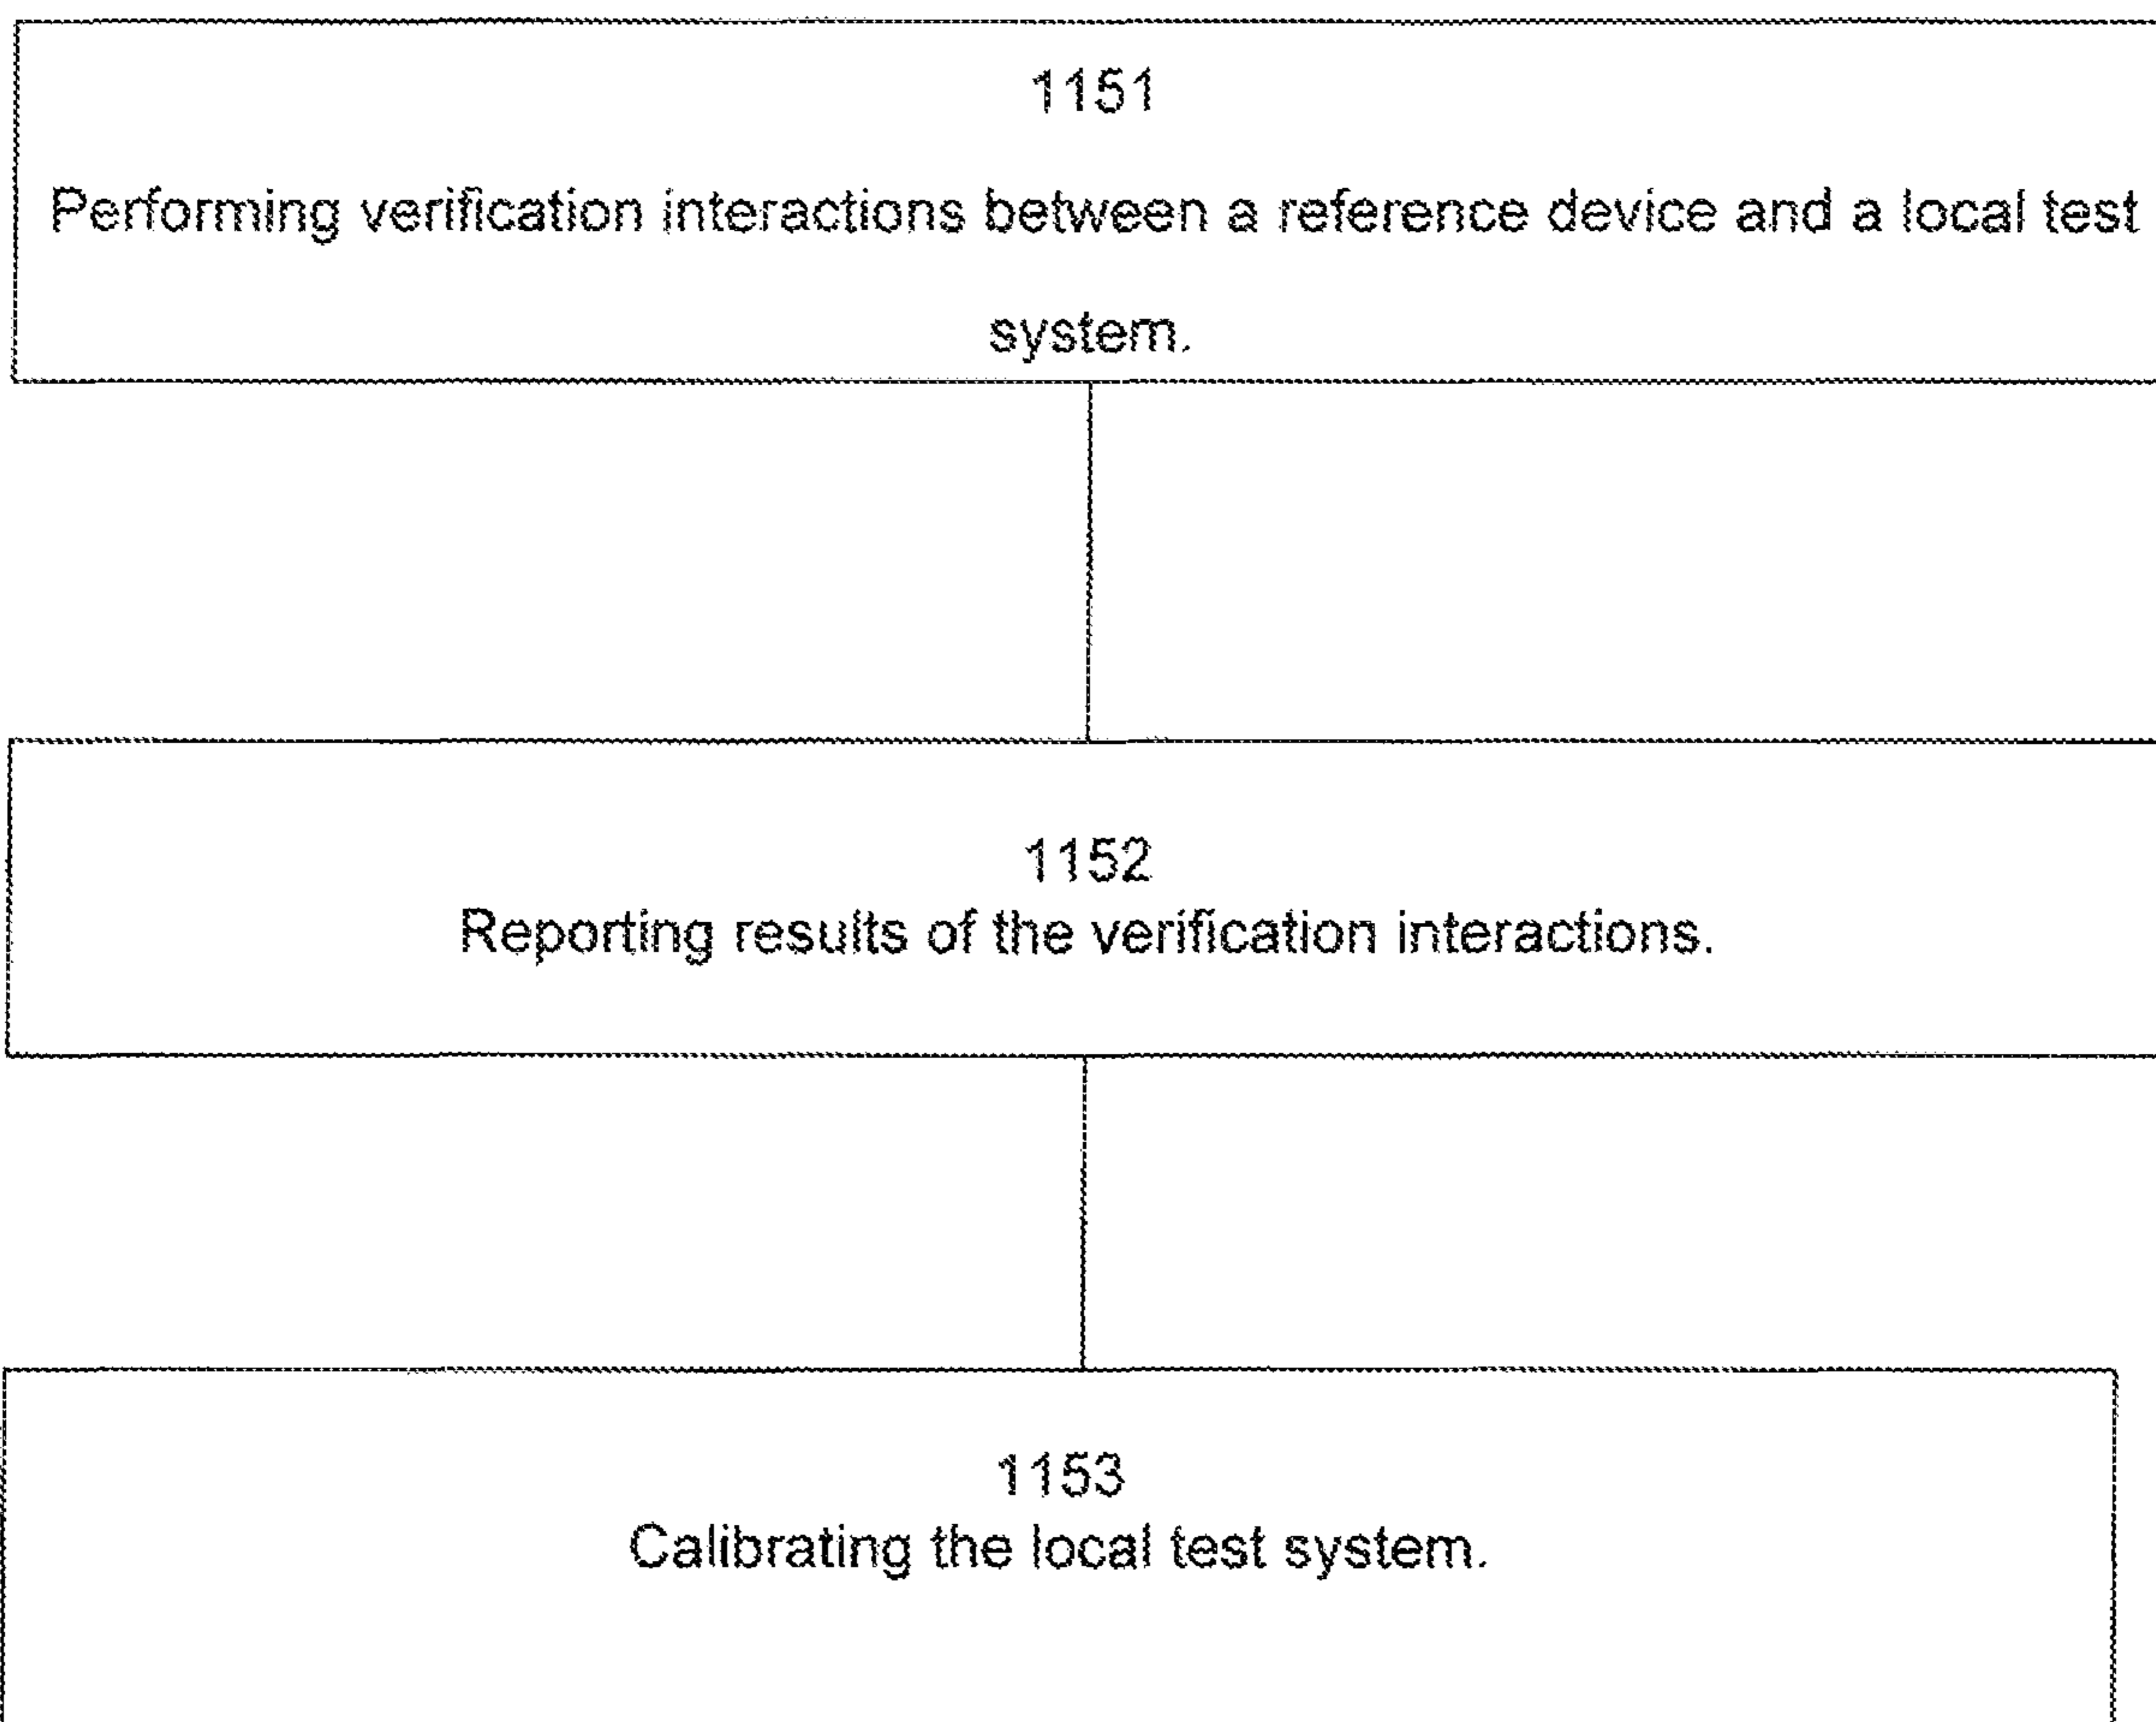 1151
Performing verification interactions between a reference device and a local test
system.
1152
Reporting results of the verification interactions.
1153
Calibrating the local test system.